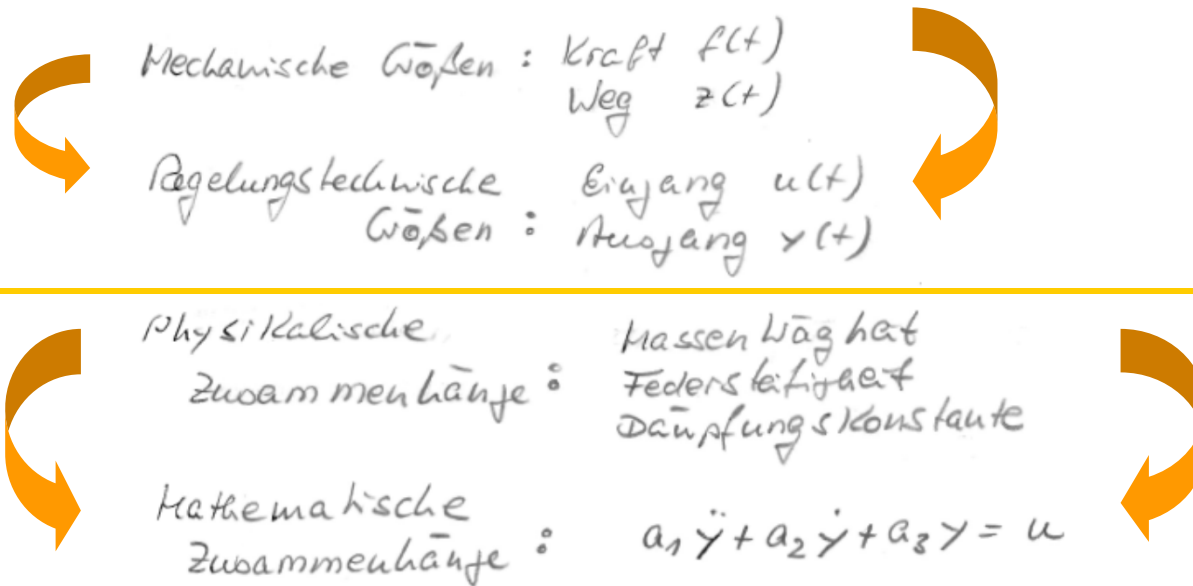 Mechanische Größen : Kraft f(t)
Weg z(t)
Regelungstechnische Eingang u(t)
Größen : Ausgang y(t)
Physikalische Massenträgheit
Zusammenhänge : Federsteifigkeit
Dämpfungskonstante
Mathematische
Zusammenhänge : a₁ÿ + a₂ẏ + a₃y = u